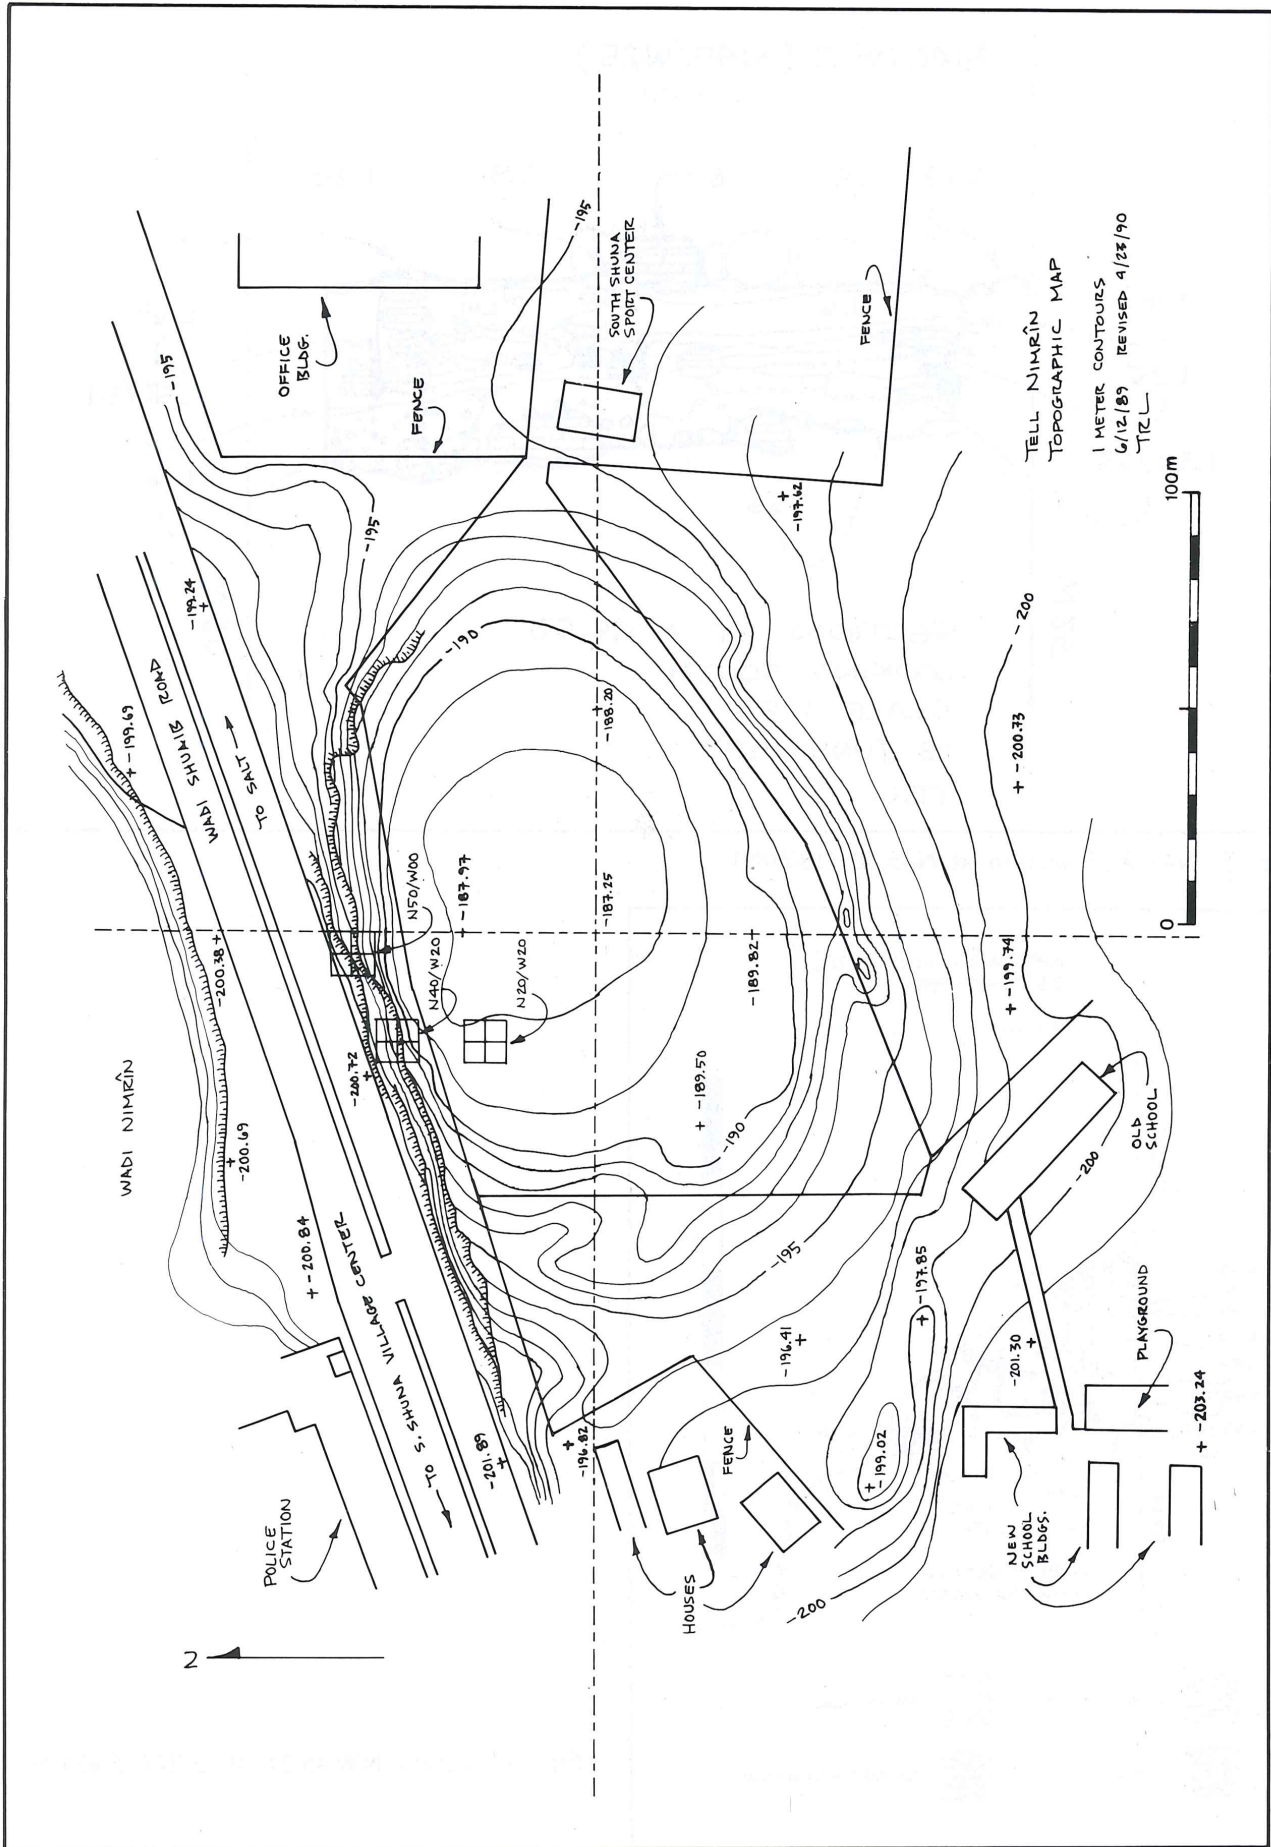 WADI NIMRÎN
+ -199.69
N
-200.38 +
WADI SHU'AIB ROAD
-199.24
+
TO SALT
+
-200.69
POLICE
STATION
OFFICE
BLDG.
-195
+ -200.84
TO S. SHUNA VILLAGE CENTER
-200.72
+
-195
FENCE
N50/W00
N40/W20
+ -187.97
-190
-201.89
+
N20/W20
+
-196.82
-195
-187.25
-188.20
SOUTH SHUNA
SPORT CENTER
HOUSES
FENCE
+ -189.50
-190
-189.82 +
-195
-196.41
+
+
-197.62
-200
FENCE
+ -199.02
+ -197.85
NEW
SCHOOL
BLDGS.
-201.30
+
+ -199.74
+ -200.73
-200
-200
OLD
SCHOOL
PLAYGROUND
+ -203.24
0 100m
TELL NIMRÎN
TOPOGRAPHIC MAP
1 METER CONTOURS
6/12/89 REVISED 4/23/90
TRL